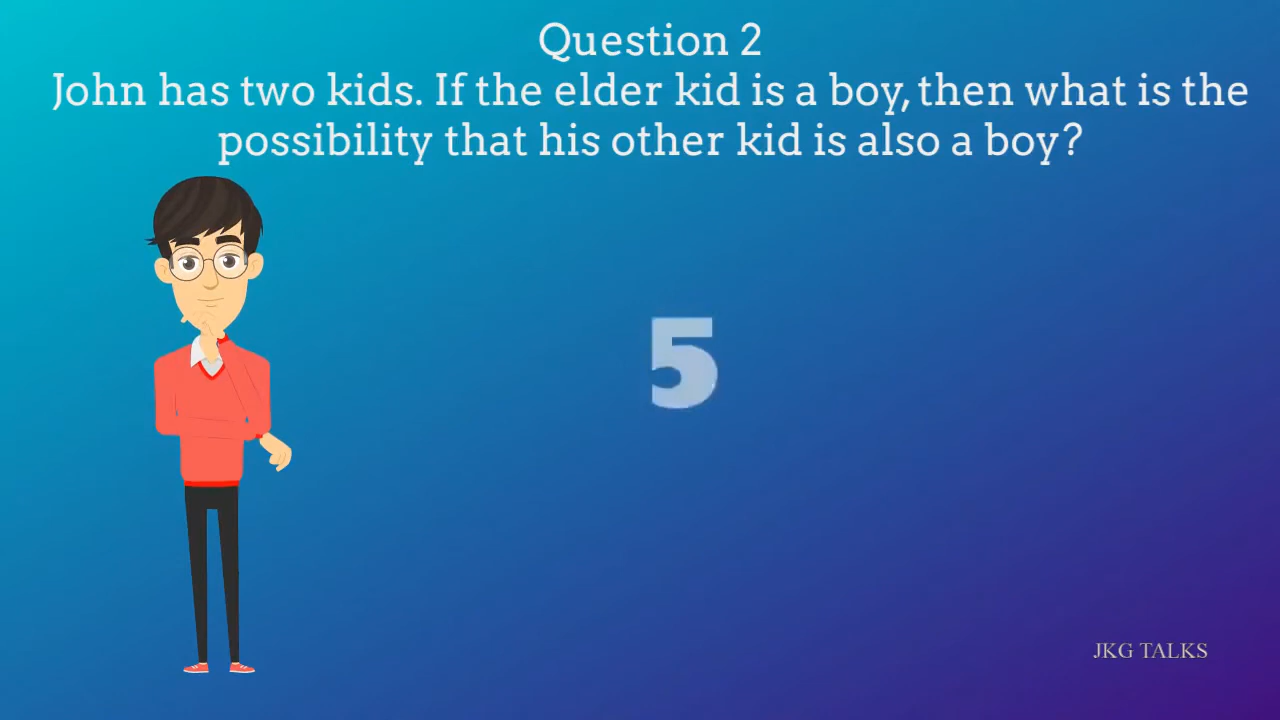 Question 2
John has two kids. If the elder kid is a boy, then what is the
possibility that his other kid is also a boy?
5
JKG TALKS